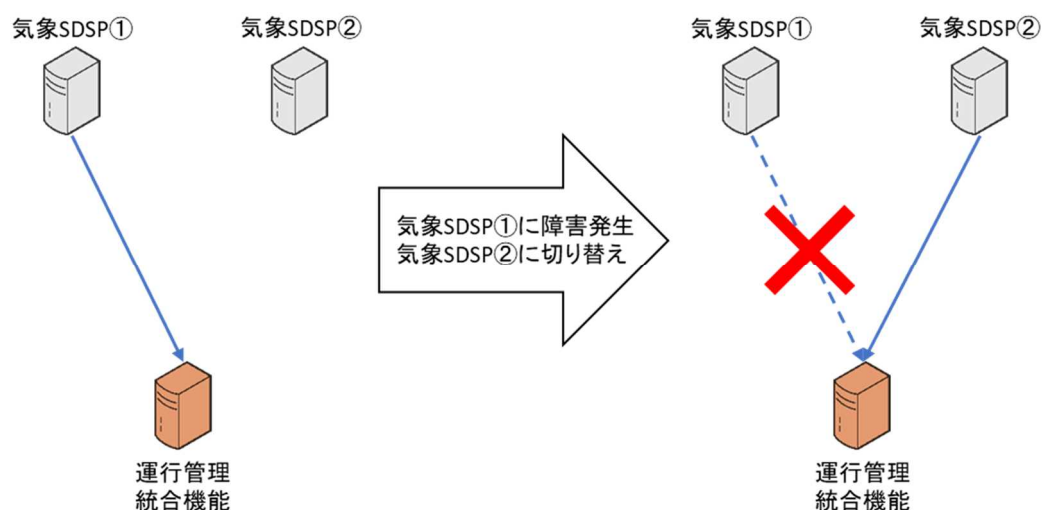 気象SDSP①
気象SDSP②
運行管理
統合機能
気象SDSP①に障害発生
気象SDSP②に切り替え
気象SDSP①
気象SDSP②
運行管理
統合機能